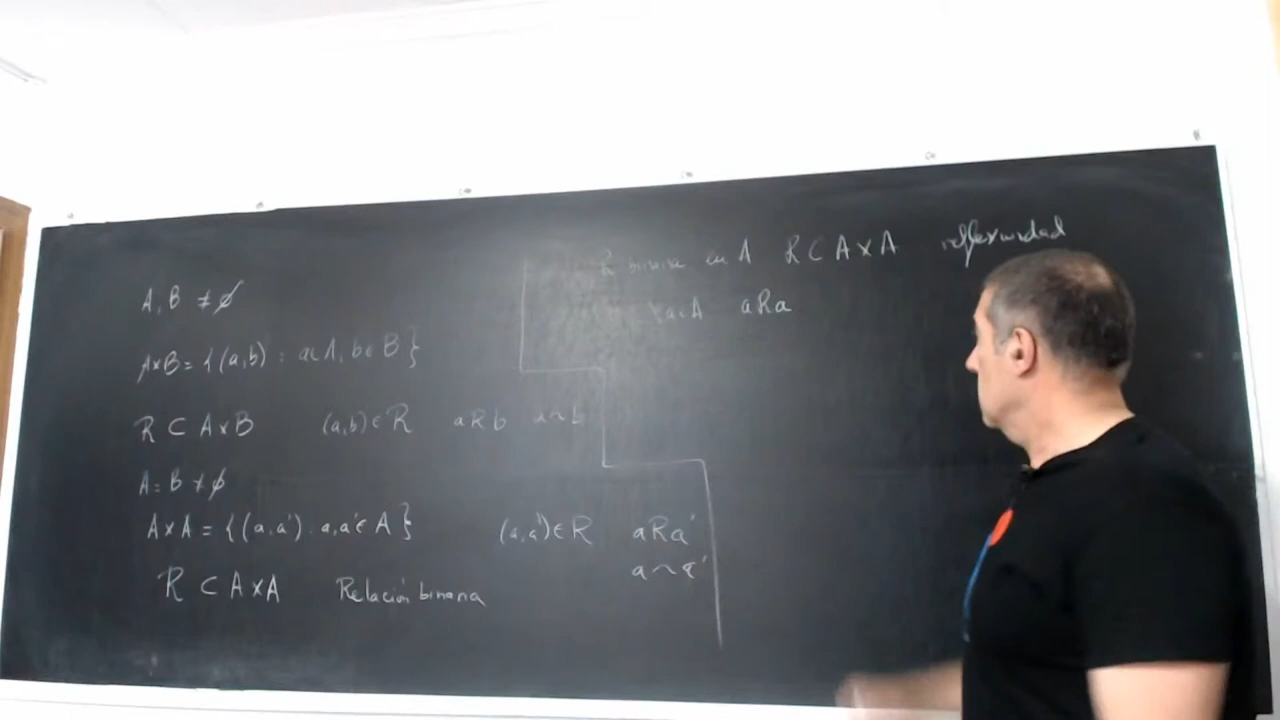 A, B ≠ ∅
A×B = {(a,b) : a∈A, b∈B}
R ⊂ A×B (a,b)∈R aRb a∼b
A = B ≠ ∅
A×A = {(a,a') : a,a'∈A} (a,a')∈R aRa'
a∼a'
R ⊂ A×A Relación binaria
R binaria en A R ⊂ A×A reflexividad
∀a∈A aRa